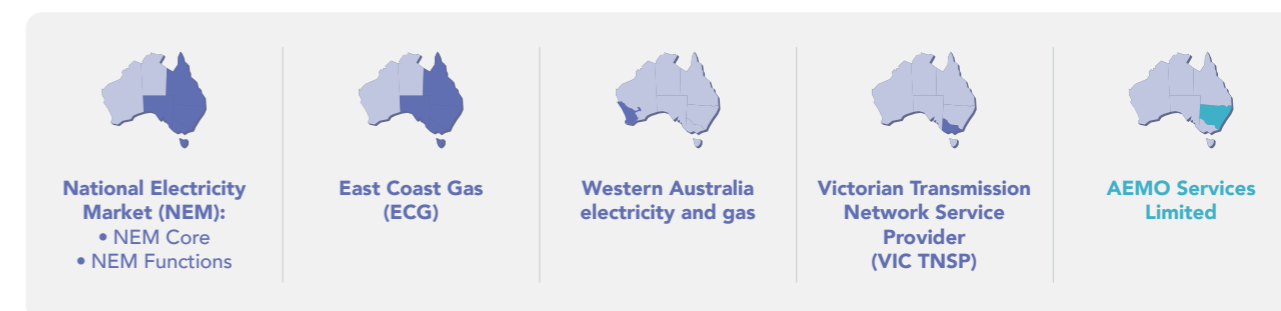 National Electricity
Market (NEM):
• NEM Core
• NEM Functions
East Coast Gas
(ECG)
Western Australia
electricity and gas
Victorian Transmission
Network Service
Provider
(VIC TNSP)
AEMO Services
Limited